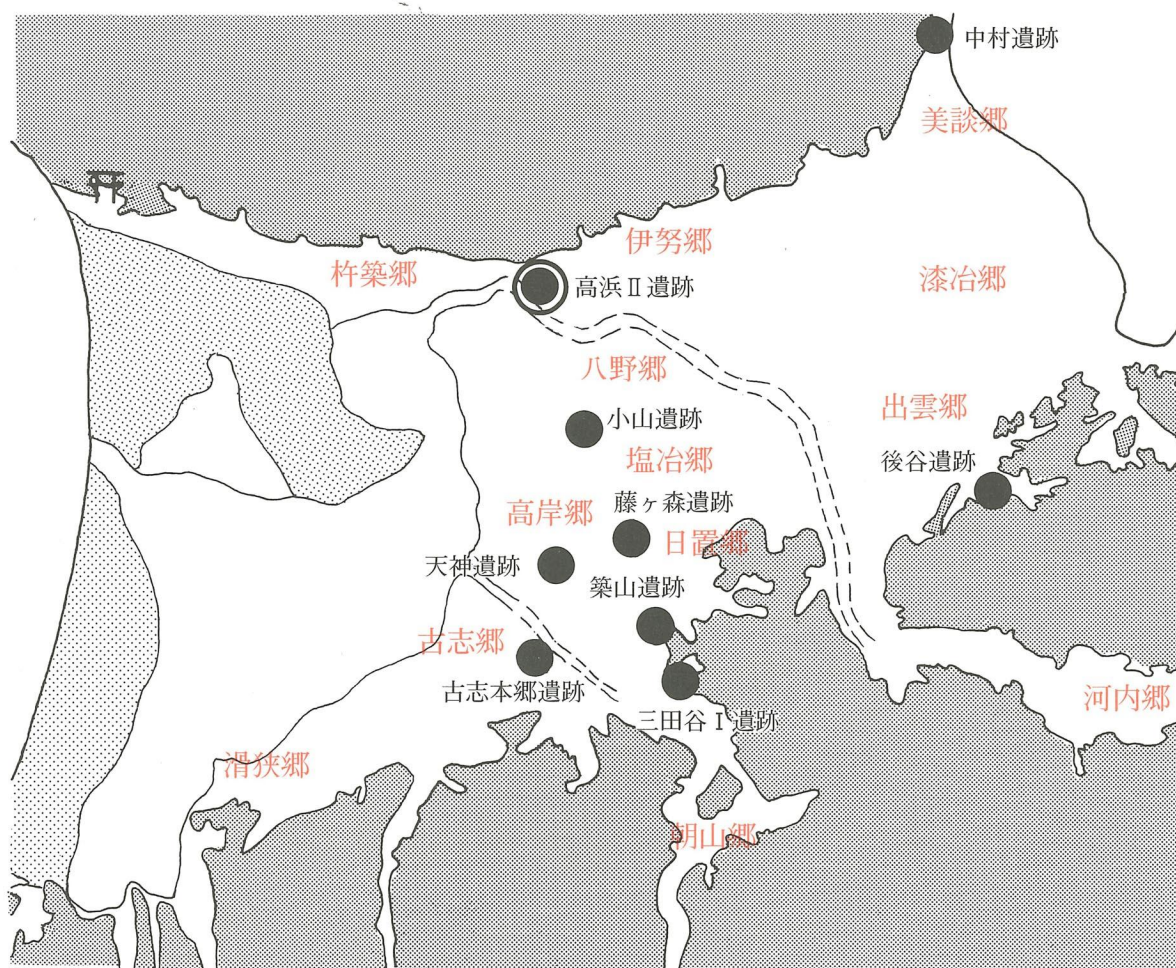 中村遺跡
美談郷
伊努郷
杵築郷
漆治郷
高浜Ⅱ遺跡
八野郷
出雲郷
小山遺跡
塩冶郷
後谷遺跡
藤ヶ森遺跡
高岸郷
日置郷
天神遺跡
築山遺跡
古志郷
古志本郷遺跡
河内郷
三田谷Ⅰ遺跡
滑狭郷
朝山郷